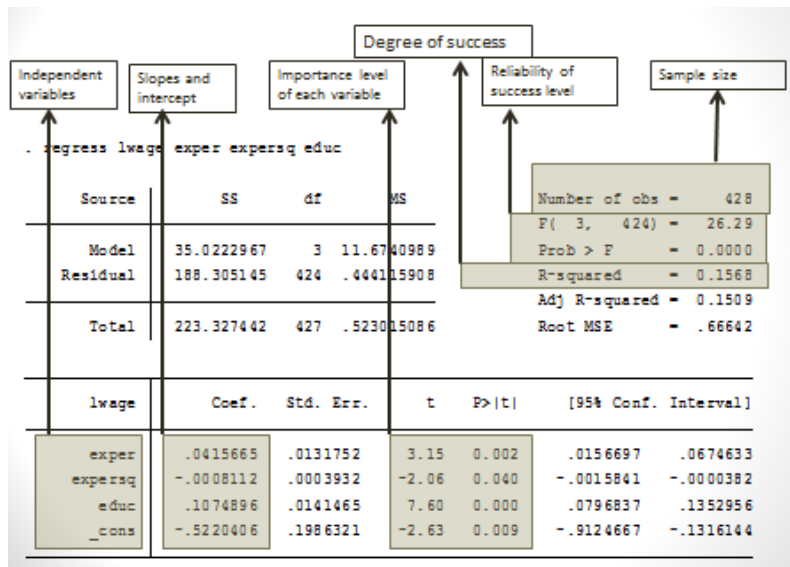 Degree of success
Independent variables
Slopes and intercept
Importance level of each variable
Reliability of success level
Sample size
. regress lwage exper expersq educ
Source SS df MS Number of obs = 428
F( 3, 424) = 26.29
Model 35.0222967 3 11.6740989 Prob > F = 0.0000
Residual 188.305145 424 .444115908 R-squared = 0.1568
Adj R-squared = 0.1509
Total 223.327442 427 .523015086 Root MSE = .66642
lwage Coef. Std. Err. t P>|t| [95% Conf. Interval]
exper .0415665 .0131752 3.15 0.002 .0156697 .0674633
expersq -.0008112 .0003932 -2.06 0.040 -.0015841 -.0000382
educ .1074896 .0141465 7.60 0.000 .0796837 .1352956
_cons -.5220406 .1986321 -2.63 0.009 -.9124667 -.1316144